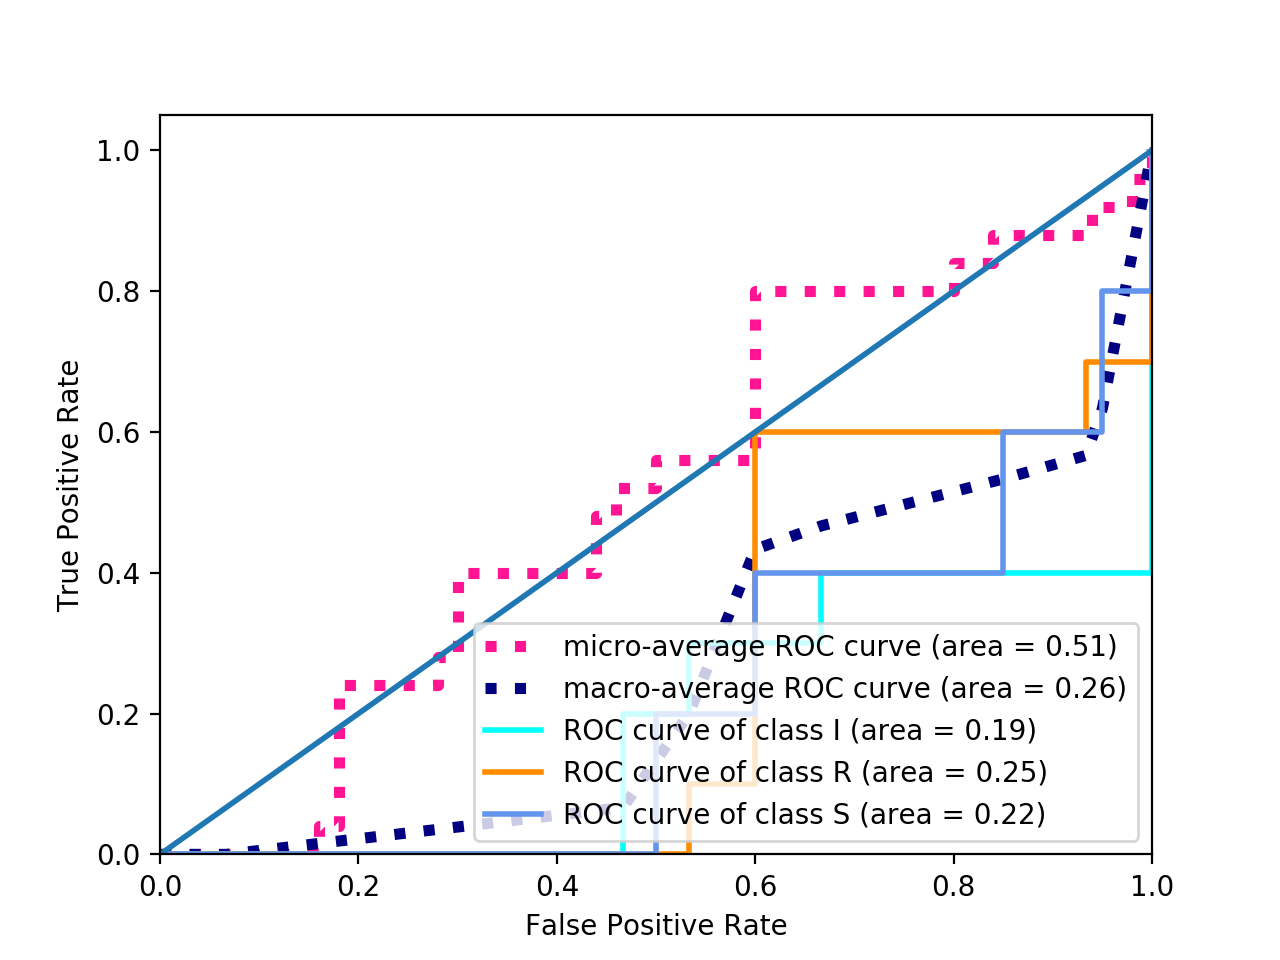 1.0
0.8
0.6
0.4
0.2
0.0
True Positive Rate
micro-average ROC curve (area = 0.51)
macro-average ROC curve (area = 0.26)
ROC curve of class I (area = 0.19)
ROC curve of class R (area = 0.25)
ROC curve of class S (area = 0.22)
0.0 0.2 0.4 0.6 0.8 1.0
False Positive Rate